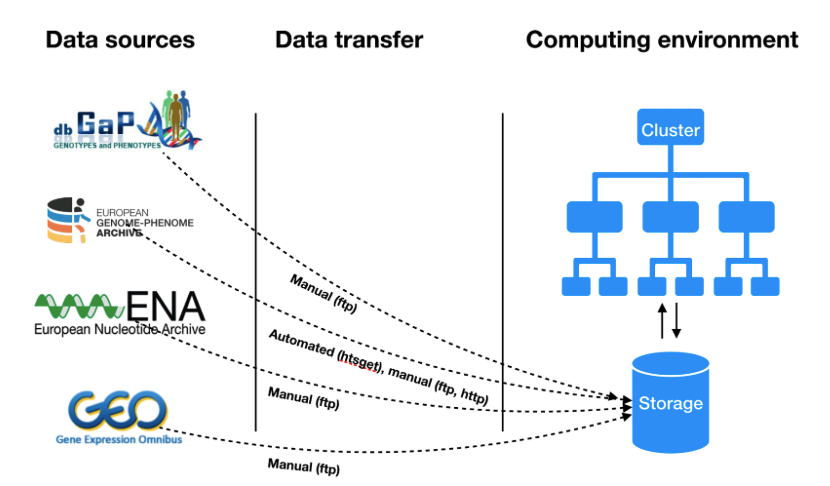 Data sources
Data transfer
Computing environment
db GaP
GENOTYPES and PHENOTYPES
EUROPEAN
GENOME-PHENOME
ARCHIVE
ENA
European Nucleotide Archive
GEO
Gene Expression Omnibus
Manual (ftp)
Automated (htsget), manual (ftp, http)
Manual (ftp)
Manual (ftp)
Cluster
Storage